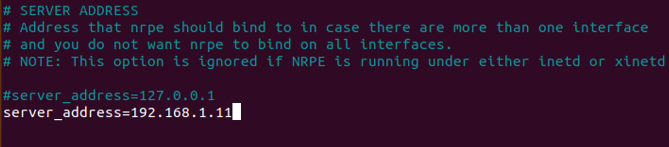 # SERVER ADDRESS
# Address that nrpe should bind to in case there are more than one interface
# and you do not want nrpe to bind on all interfaces.
# NOTE: This option is ignored if NRPE is running under either inetd or xinetd
#server_address=127.0.0.1
server_address=192.168.1.11